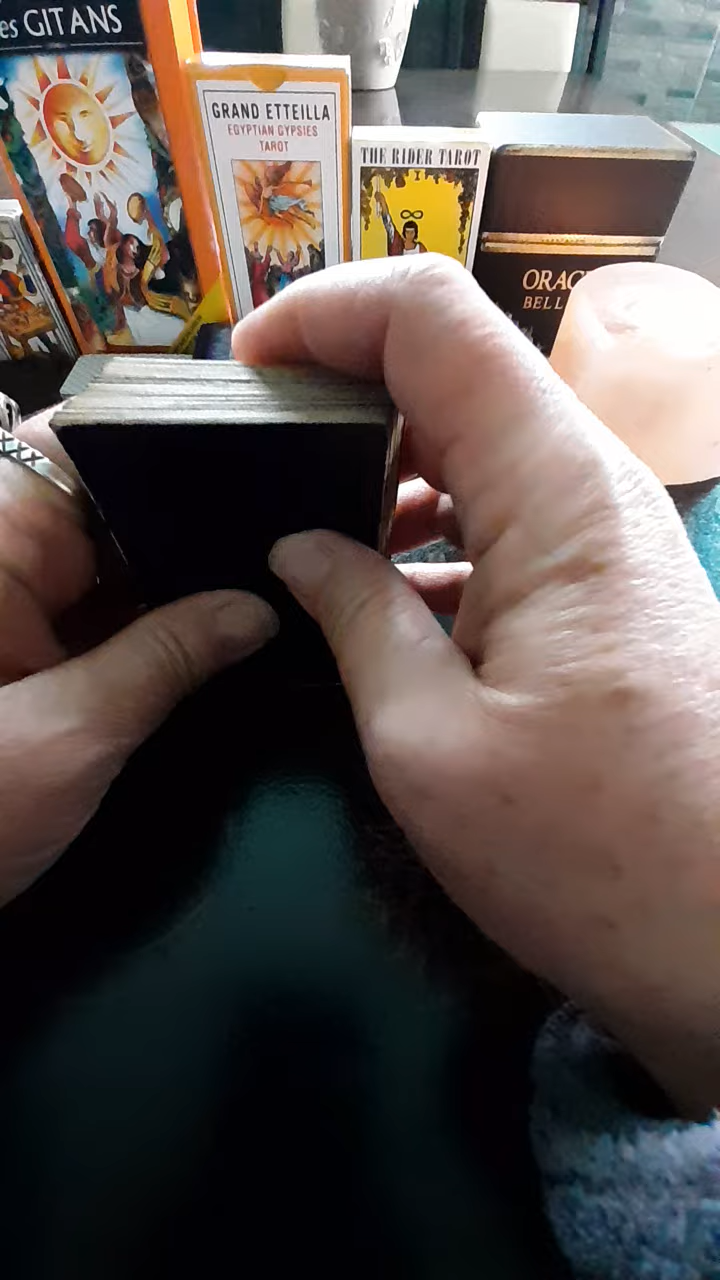 es GITANS
GRAND ETTEILLA
EGYPTIAN GYPSIES
TAROT
THE RIDER TAROT
I
ORAC
BELL